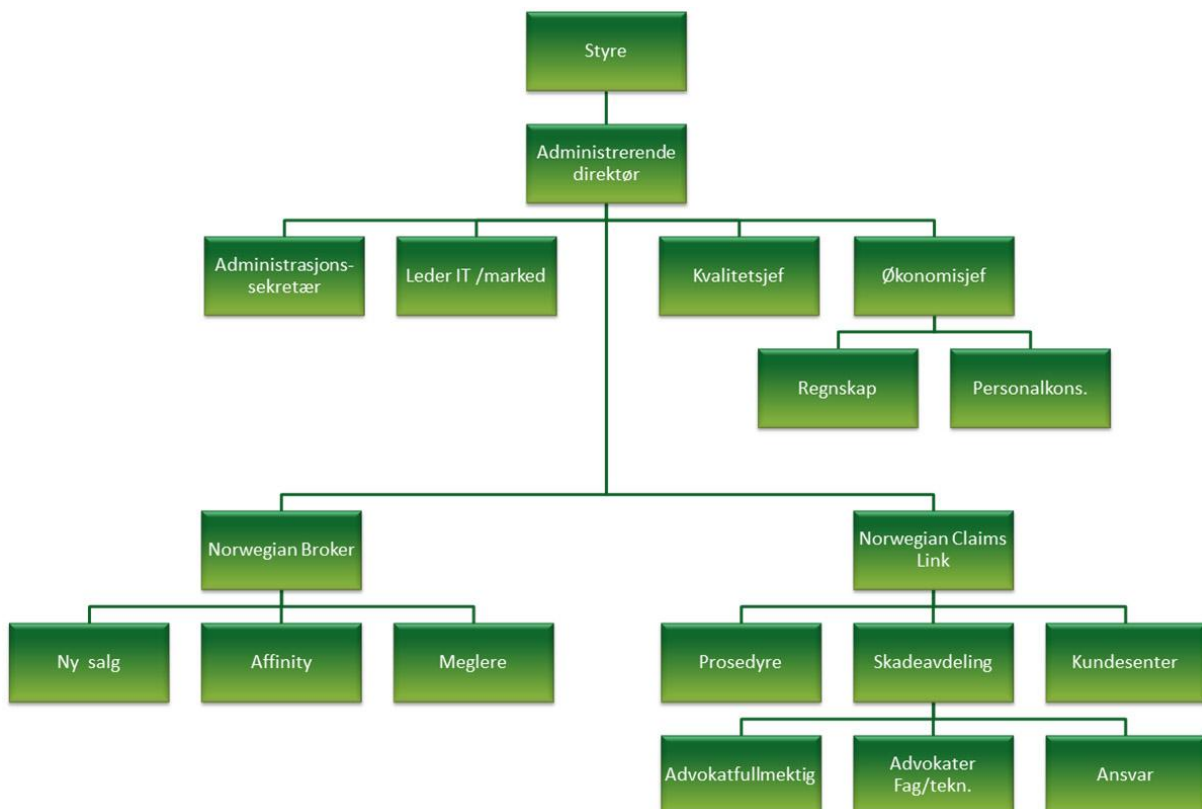 Styre
Administrerende
direktør
Administrasjons-
sekretær
Leder IT /marked
Kvalitetsjef
Økonomisjef
Regnskap
Personalkons.
Norwegian Broker
Norwegian Claims
Link
Ny salg
Affinity
Meglere
Prosedyre
Skadeavdeling
Kundesenter
Advokatfullmektig
Advokater
Fag/tekn.
Ansvar